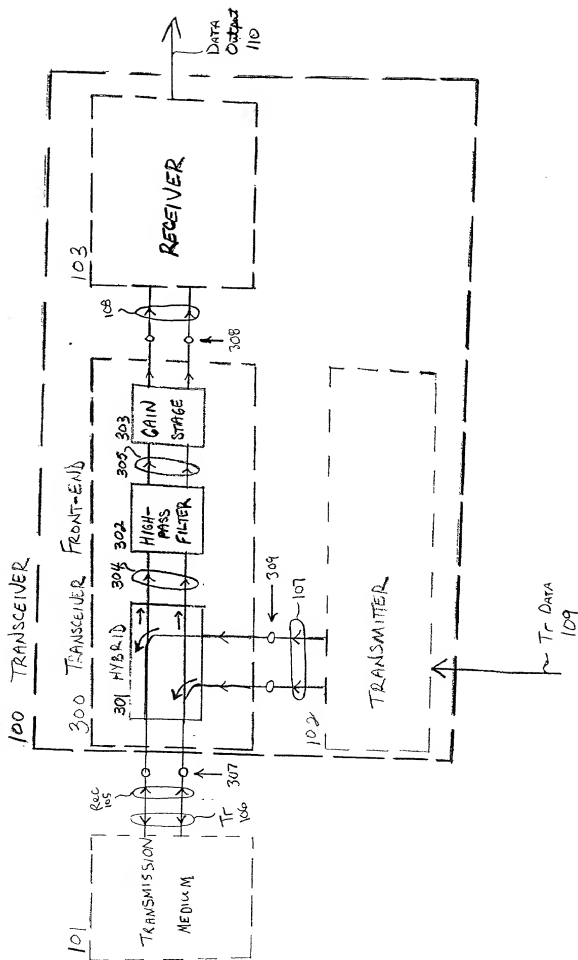 100 TRANSCEIVER
300 TRANSCEIVER FRONT-END
101
TRANSMISSION
MEDIUM
Rec
105
Tr
106
307
301 HYBRID
304
302
HIGH-
PASS
FILTER
305
303
GAIN
STAGE
308
108
103
RECEIVER
DATA
Output
110
309
107
102
TRANSMITTER
Tr DATA
109